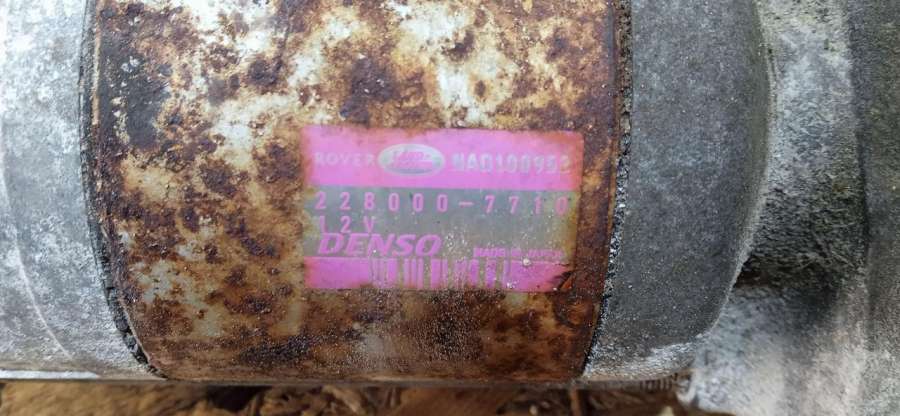 ROVER NAD100952
228000-7710
12V
DENSO MADE IN JAPAN